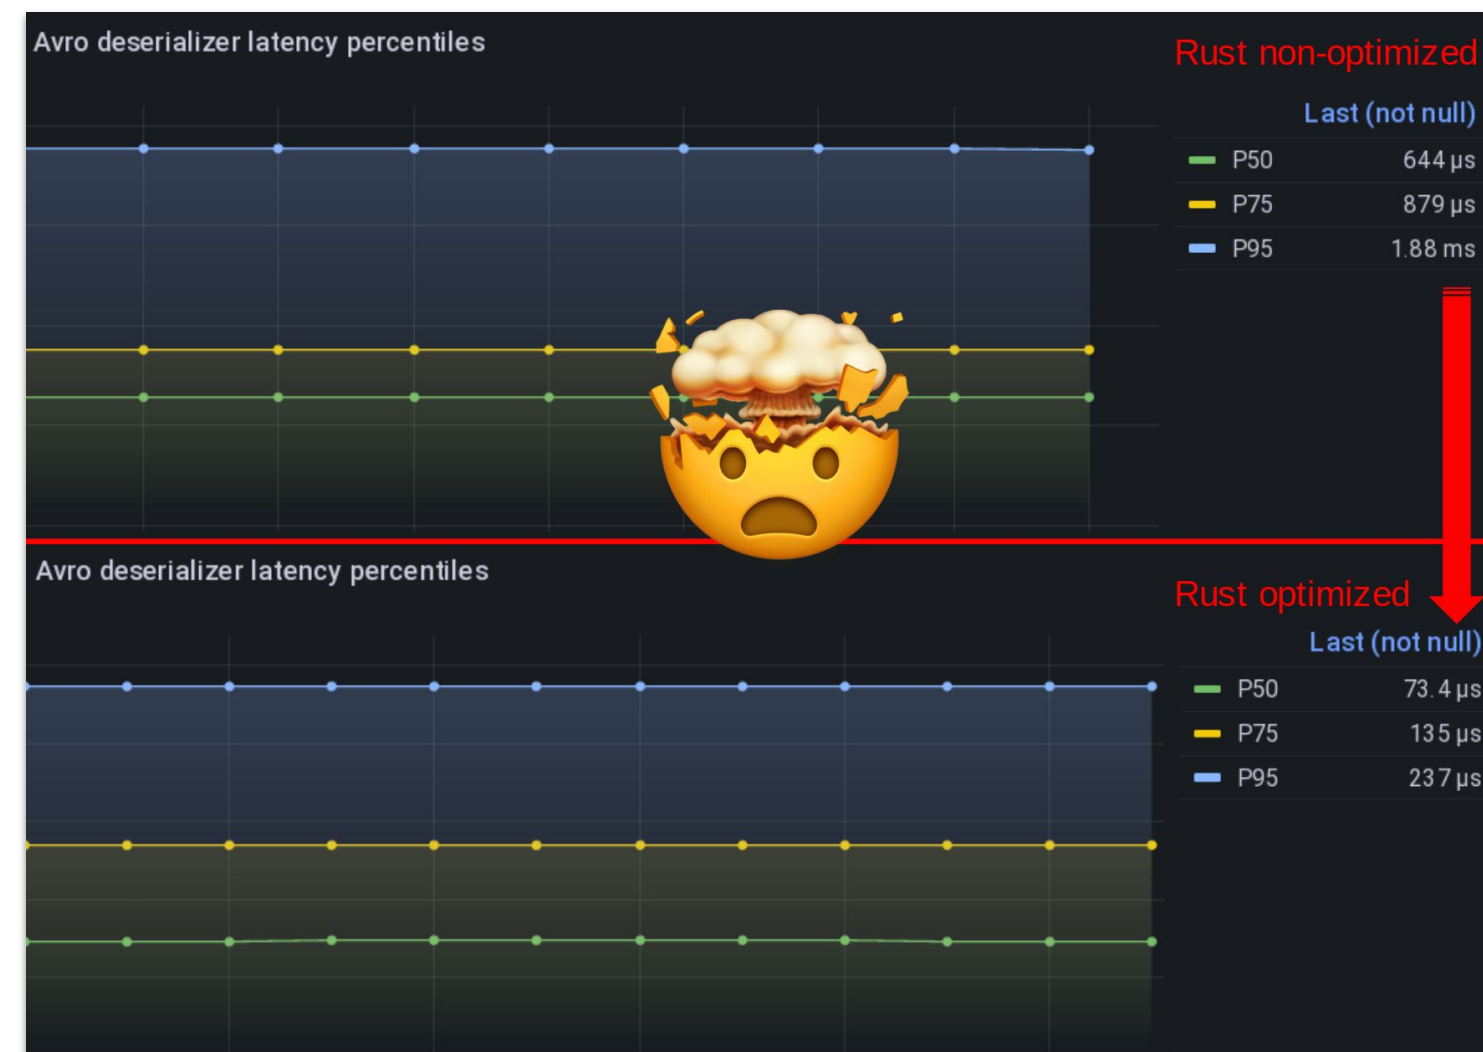 Avro deserializer latency percentiles
Rust non-optimized
Last (not null)
P50 644 µs
P75 879 µs
P95 1.88 ms
Avro deserializer latency percentiles
Rust optimized
Last (not null)
P50 73.4 µs
P75 135 µs
P95 237 µs